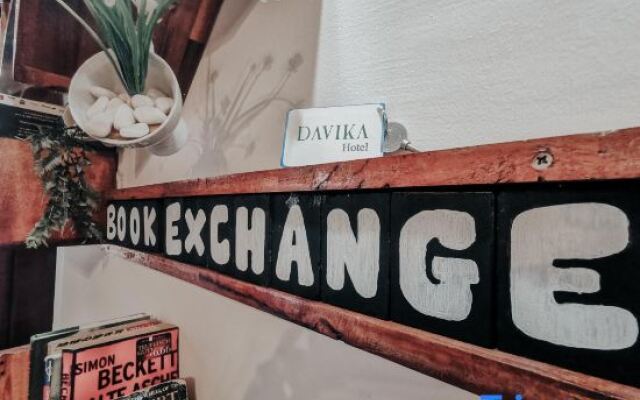 DAVIKA
Hotel
BOOK EXCHANGE
SIMON
BECKETT